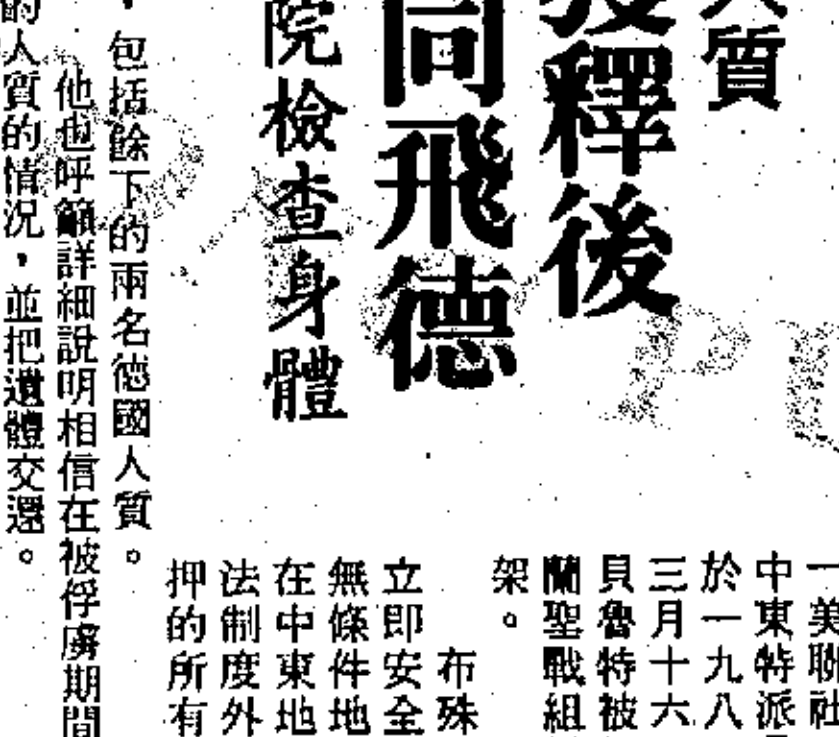 人質
獲釋後
同飛德
院檢查身體
一美聯社
中東特派
於一九八
三月十六
貝魯特被
蘭聖戰組
架。
布殊
立即安全
無條件地
在中東地
法制度外
押的所有
，包括餘下的兩名德國人質。
他也呼籲詳細說明相信在被俘虜期間
的人質的情況，並把遺體交還。